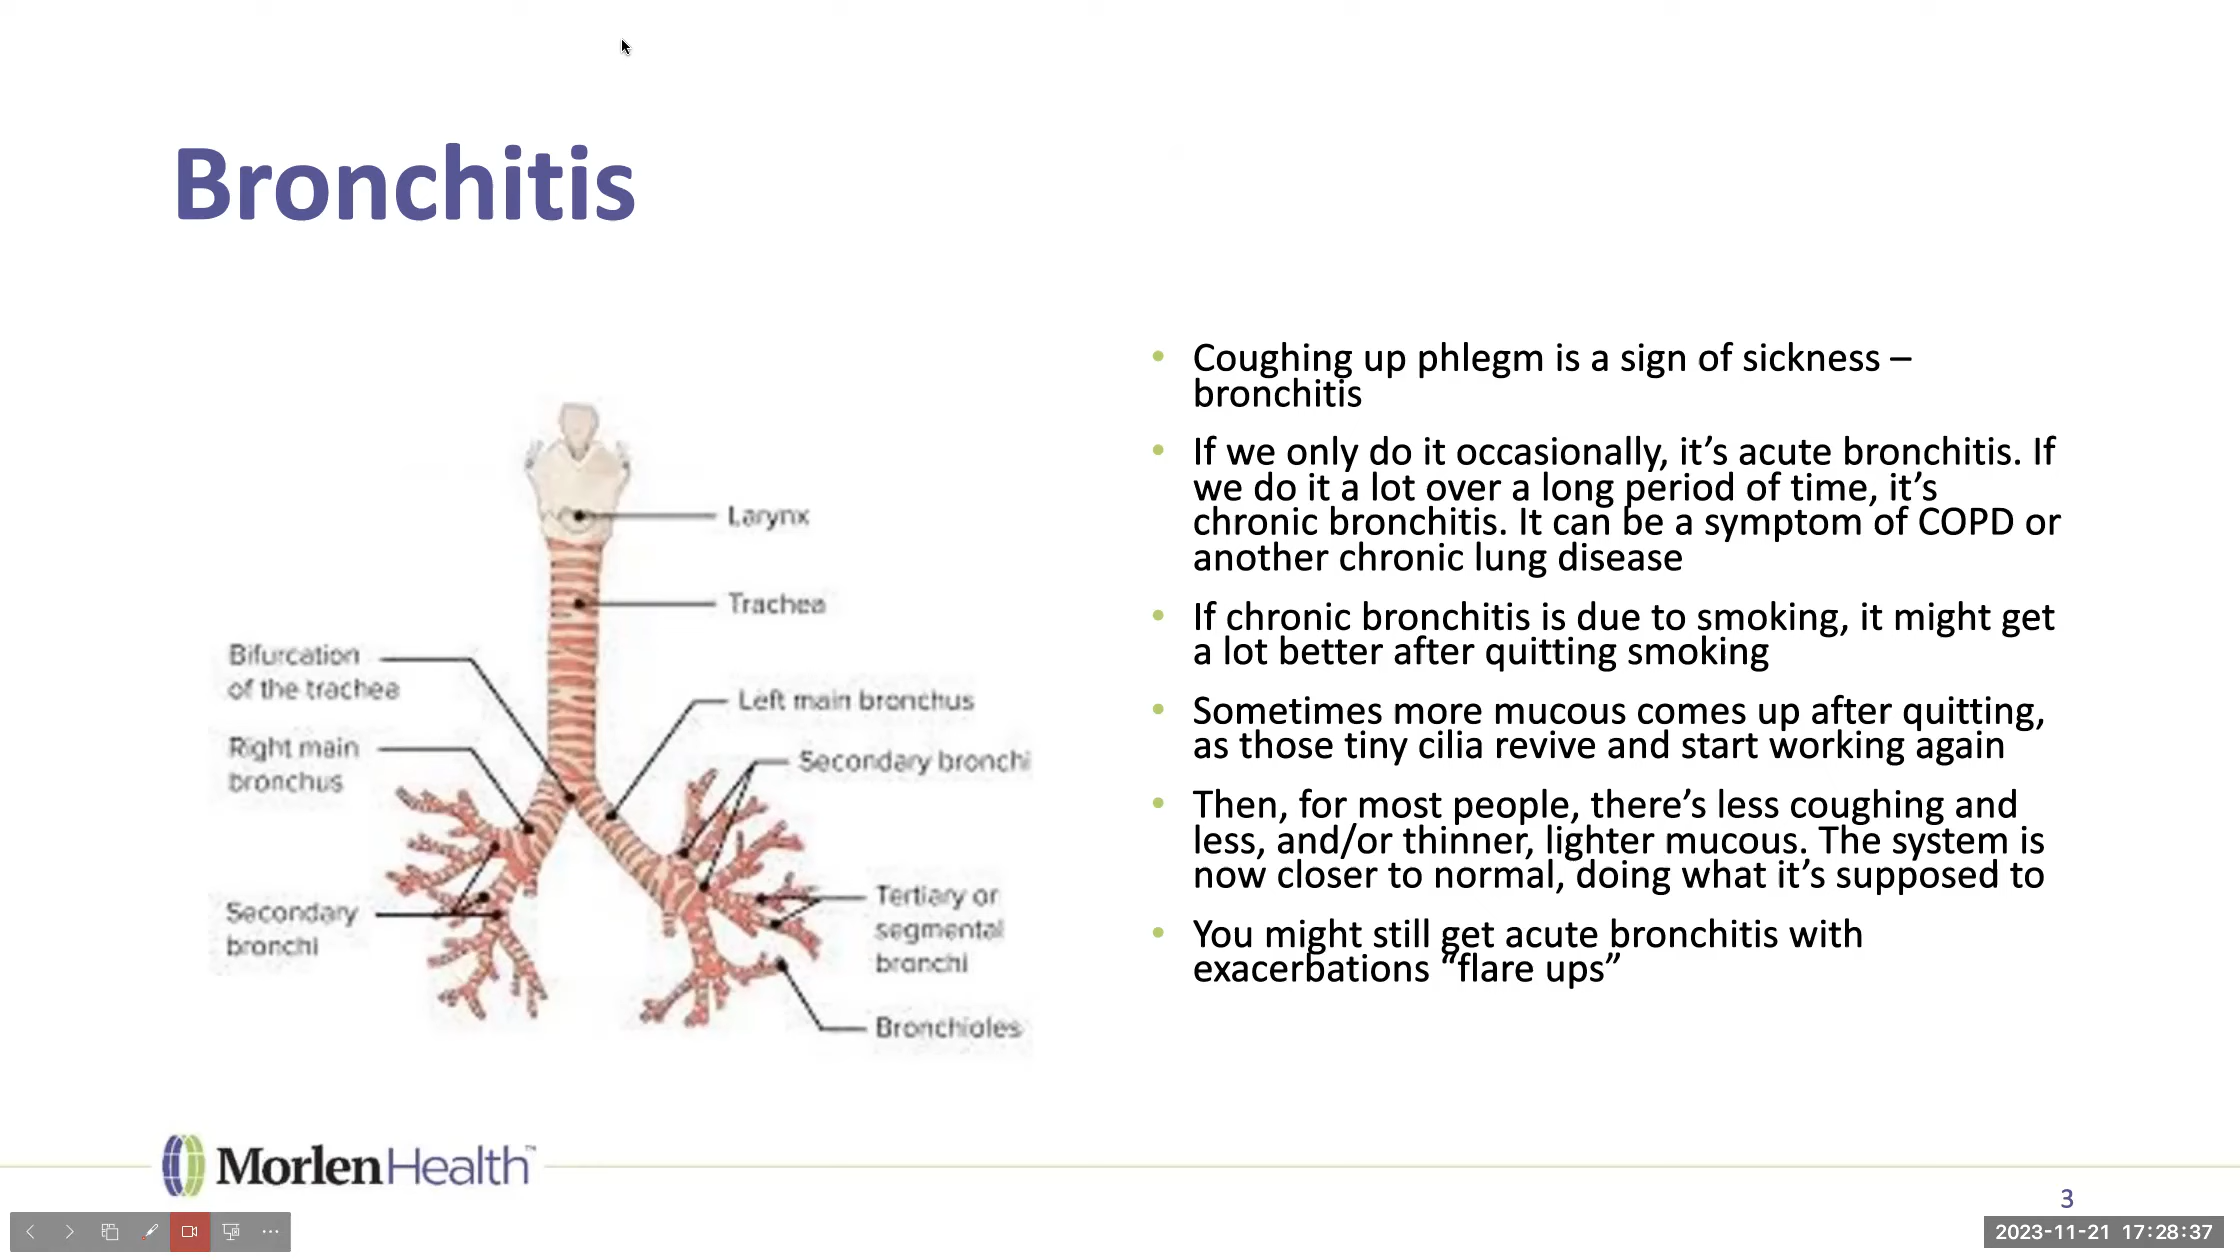 Bronchitis
Larynx
Trachea
Bifurcation
of the trachea
Left main bronchus
Right main
bronchus
Secondary bronchi
Secondary
bronchi
Tertiary or
segmental
bronchi
Bronchioles
• Coughing up phlegm is a sign of sickness –
bronchitis
• If we only do it occasionally, it’s acute bronchitis. If
we do it a lot over a long period of time, it’s
chronic bronchitis. It can be a symptom of COPD or
another chronic lung disease
• If chronic bronchitis is due to smoking, it might get
a lot better after quitting smoking
• Sometimes more mucous comes up after quitting,
as those tiny cilia revive and start working again
• Then, for most people, there’s less coughing and
less, and/or thinner, lighter mucous. The system is
now closer to normal, doing what it’s supposed to
• You might still get acute bronchitis with
exacerbations “flare ups”
MorlenHealth™
3
2023-11-21 17:28:37